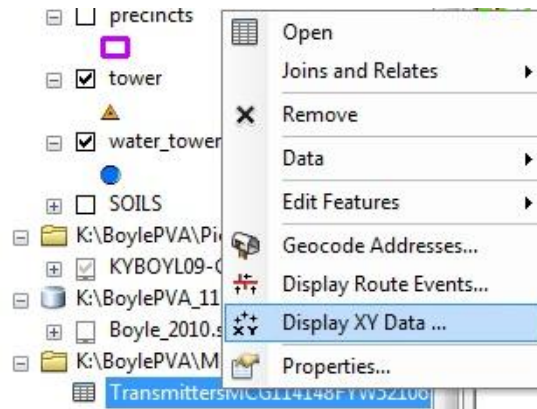 precincts
tower
water_tower
SOILS
K:\BoylePVA\Pi
KYBOYL09-
K:\BoylePVA_11
Boyle_2010.s
K:\BoylePVA\M
TransmittersMCG114148FYW52106
Open
Joins and Relates
Remove
Data
Edit Features
Geocode Addresses...
Display Route Events...
Display XY Data ...
Properties...